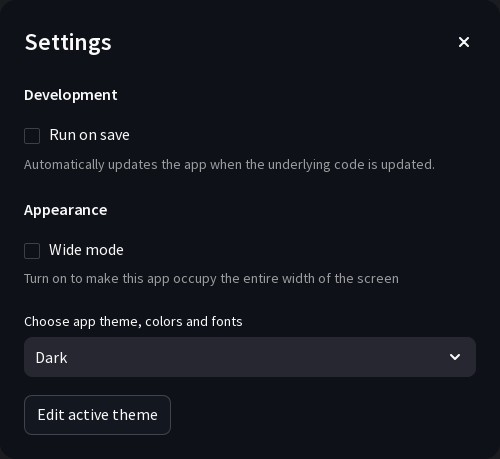 Settings
Development
Run on save
Automatically updates the app when the underlying code is updated.
Appearance
Wide mode
Turn on to make this app occupy the entire width of the screen
Choose app theme, colors and fonts
Dark
Edit active theme